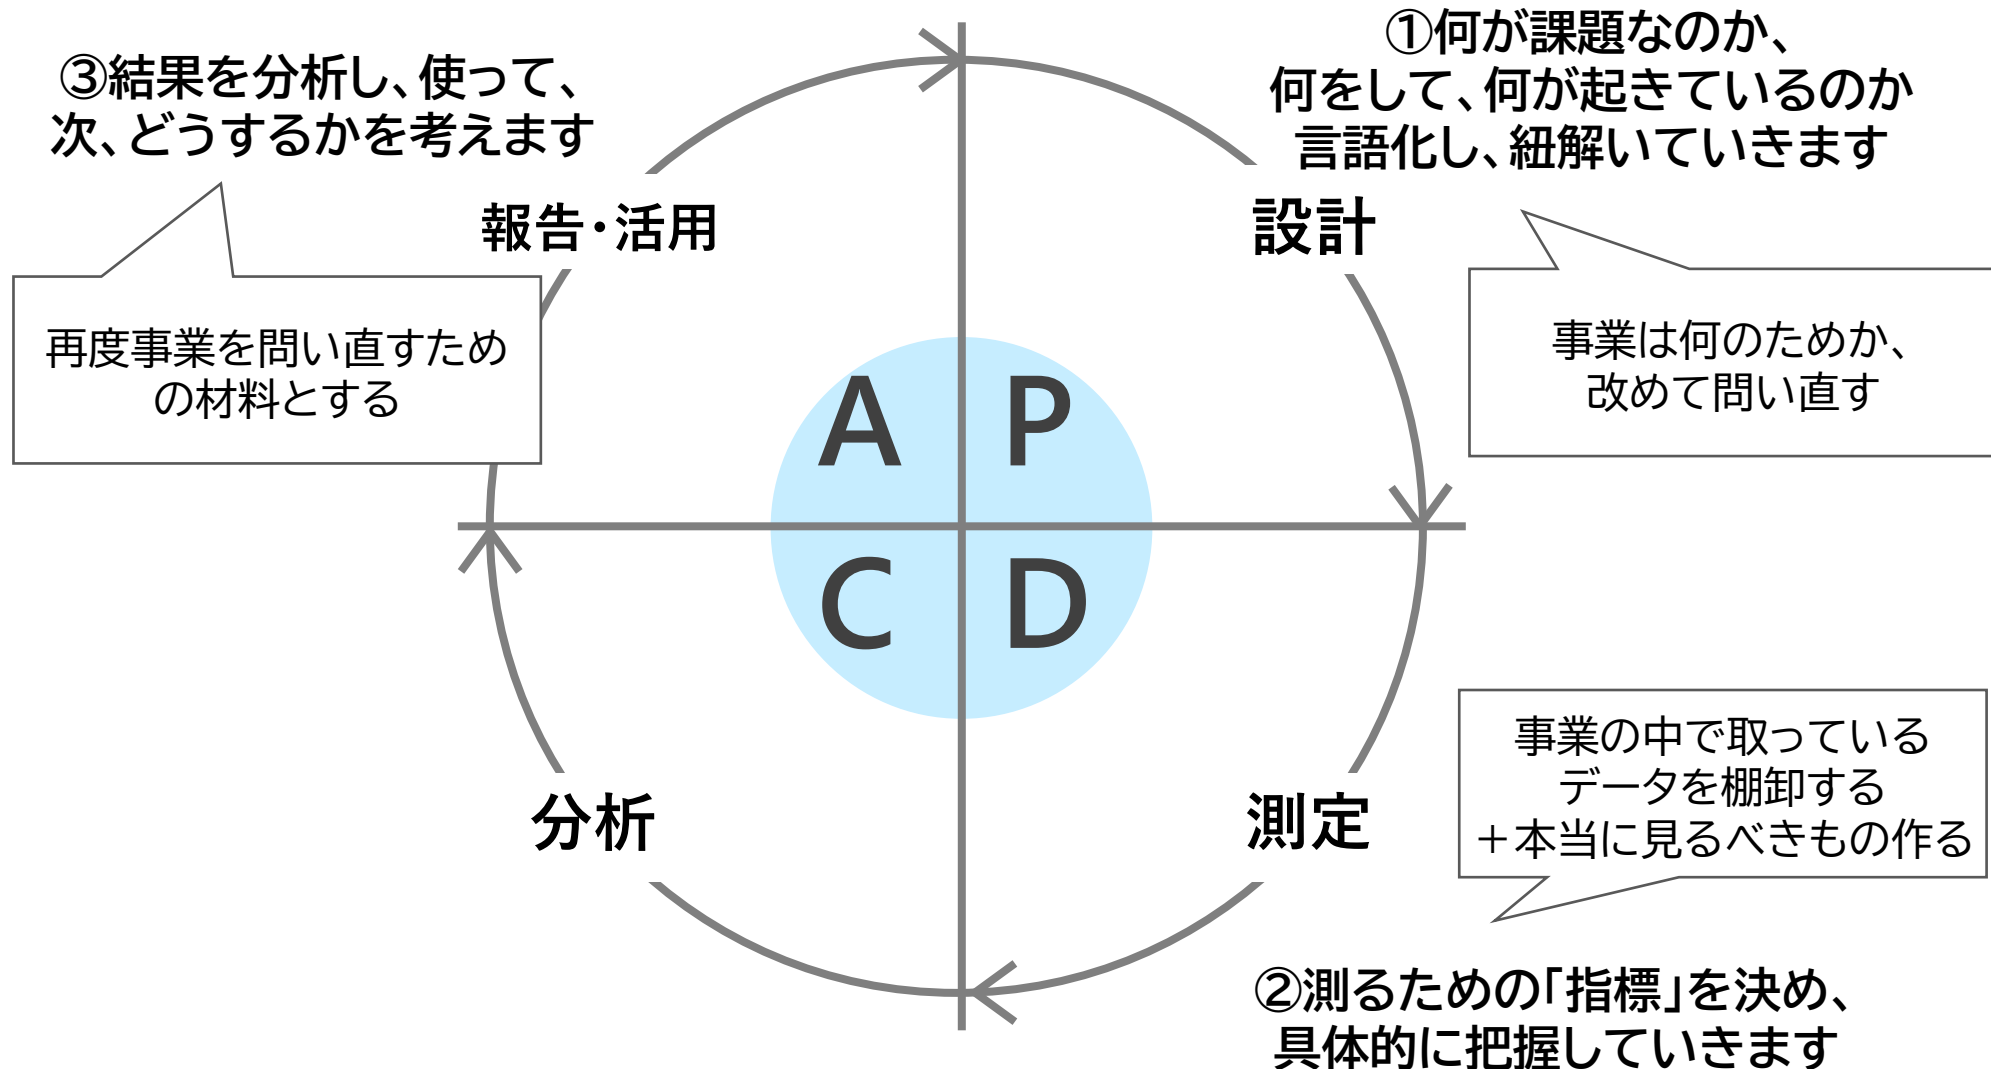 ①何が課題なのか、
何をして、何が起きているのか
言語化し、紐解いていきます
設計
事業は何のためか、
改めて問い直す
③結果を分析し、使って、
次、どうするかを考えます
報告・活用
再度事業を問い直すため
の材料とする
A
P
C
D
分析
測定
事業の中で取っている
データを棚卸する
＋本当に見るべきもの作る
②測るための「指標」を決め、
具体的に把握していきます